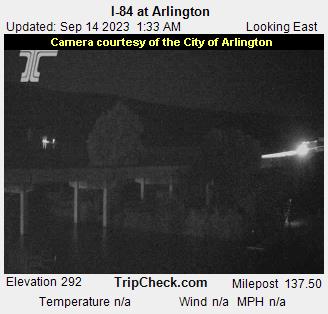 I-84 at Arlington
Updated: Sep 14 2023 1:33 AM Looking East
Camera courtesy of the City of Arlington
Elevation 292 TripCheck.com Milepost 137.50
Temperature n/a Wind n/a MPH n/a